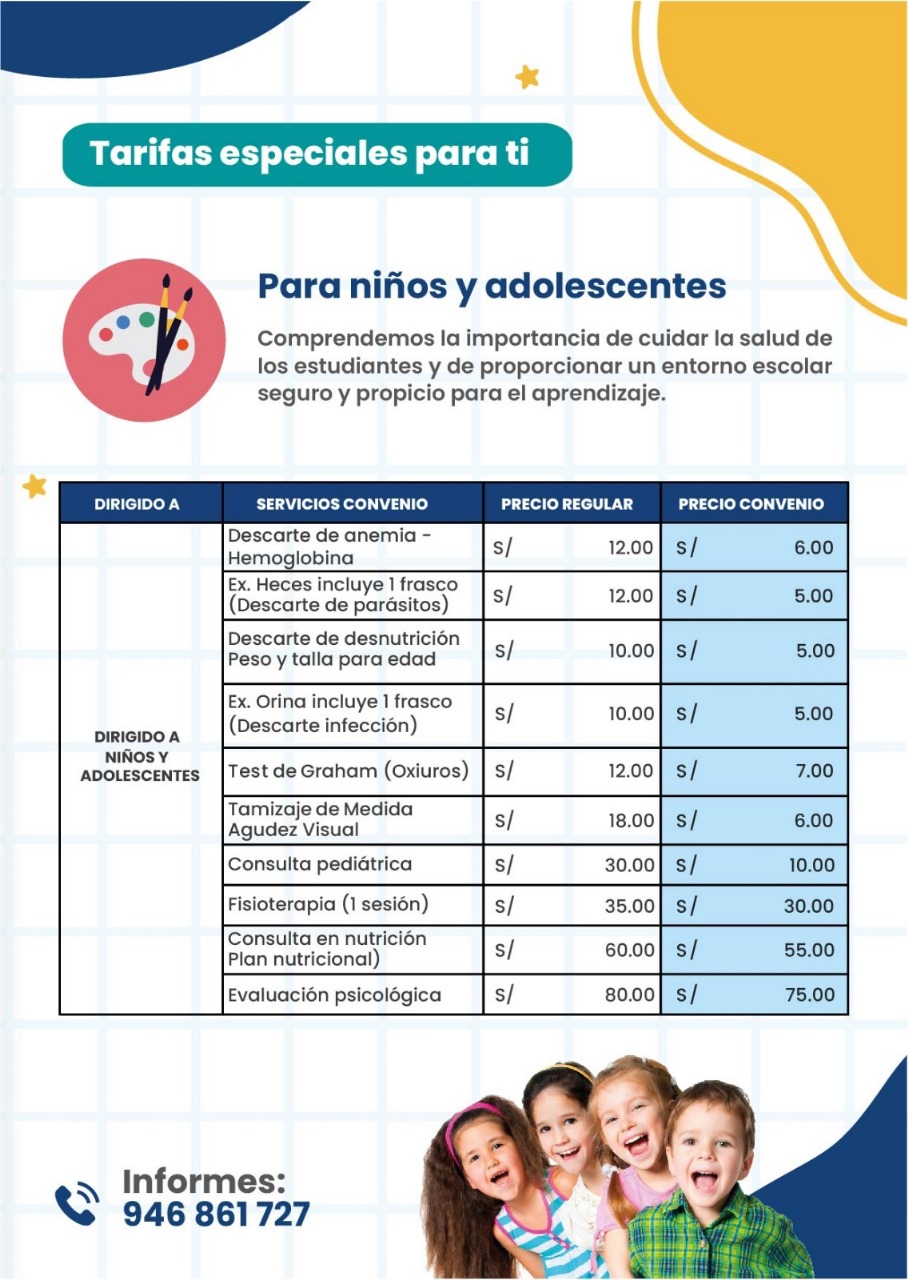 Tarifas especiales para ti
Para niños y adolescentes
Comprendemos la importancia de cuidar la salud de
los estudiantes y de proporcionar un entorno escolar
seguro y propicio para el aprendizaje.
DIRIGIDO A SERVICIOS CONVENIO PRECIO REGULAR PRECIO CONVENIO
DIRIGIDO A
NIÑOS Y
ADOLESCENTES
Descarte de anemia -
Hemoglobina
S/ 12.00 S/ 6.00
Ex. Heces incluye 1 frasco
(Descarte de parásitos)
S/ 12.00 S/ 5.00
Descarte de desnutrición
Peso y talla para edad
S/ 10.00 S/ 5.00
Ex. Orina incluye 1 frasco
(Descarte infección)
S/ 10.00 S/ 5.00
Test de Graham (Oxiuros) S/ 12.00 S/ 7.00
Tamizaje de Medida
Agudez Visual
S/ 18.00 S/ 6.00
Consulta pediátrica S/ 30.00 S/ 10.00
Fisioterapia (1 sesión) S/ 35.00 S/ 30.00
Consulta en nutrición
Plan nutricional)
S/ 60.00 S/ 55.00
Evaluación psicológica S/ 80.00 S/ 75.00
Informes:
946 861 727